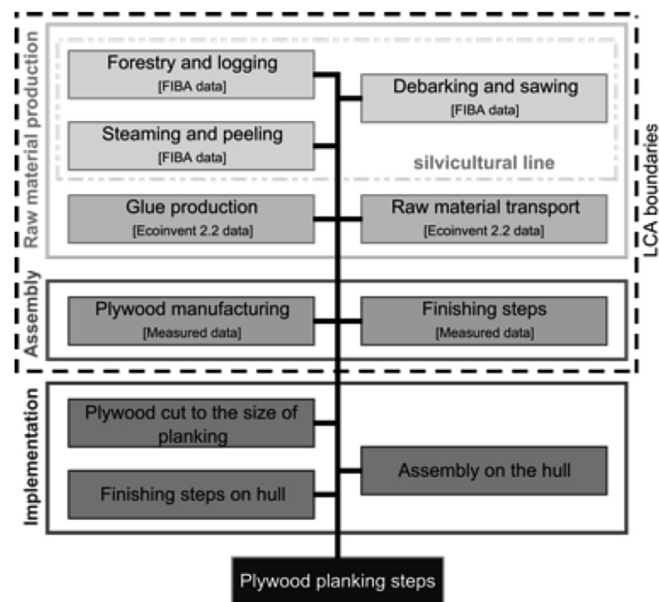 Raw material production
Forestry and logging
[FIBA data]
Debarking and sawing
[FIBA data]
Steaming and peeling
[FIBA data]
silvicultural line
Glue production
[Ecoinvent 2.2 data]
Raw material transport
[Ecoinvent 2.2 data]
LCA boundaries
Assembly
Plywood manufacturing
[Measured data]
Finishing steps
[Measured data]
Implementation
Plywood cut to the size of
planking
Assembly on the hull
Finishing steps on hull
Plywood planking steps